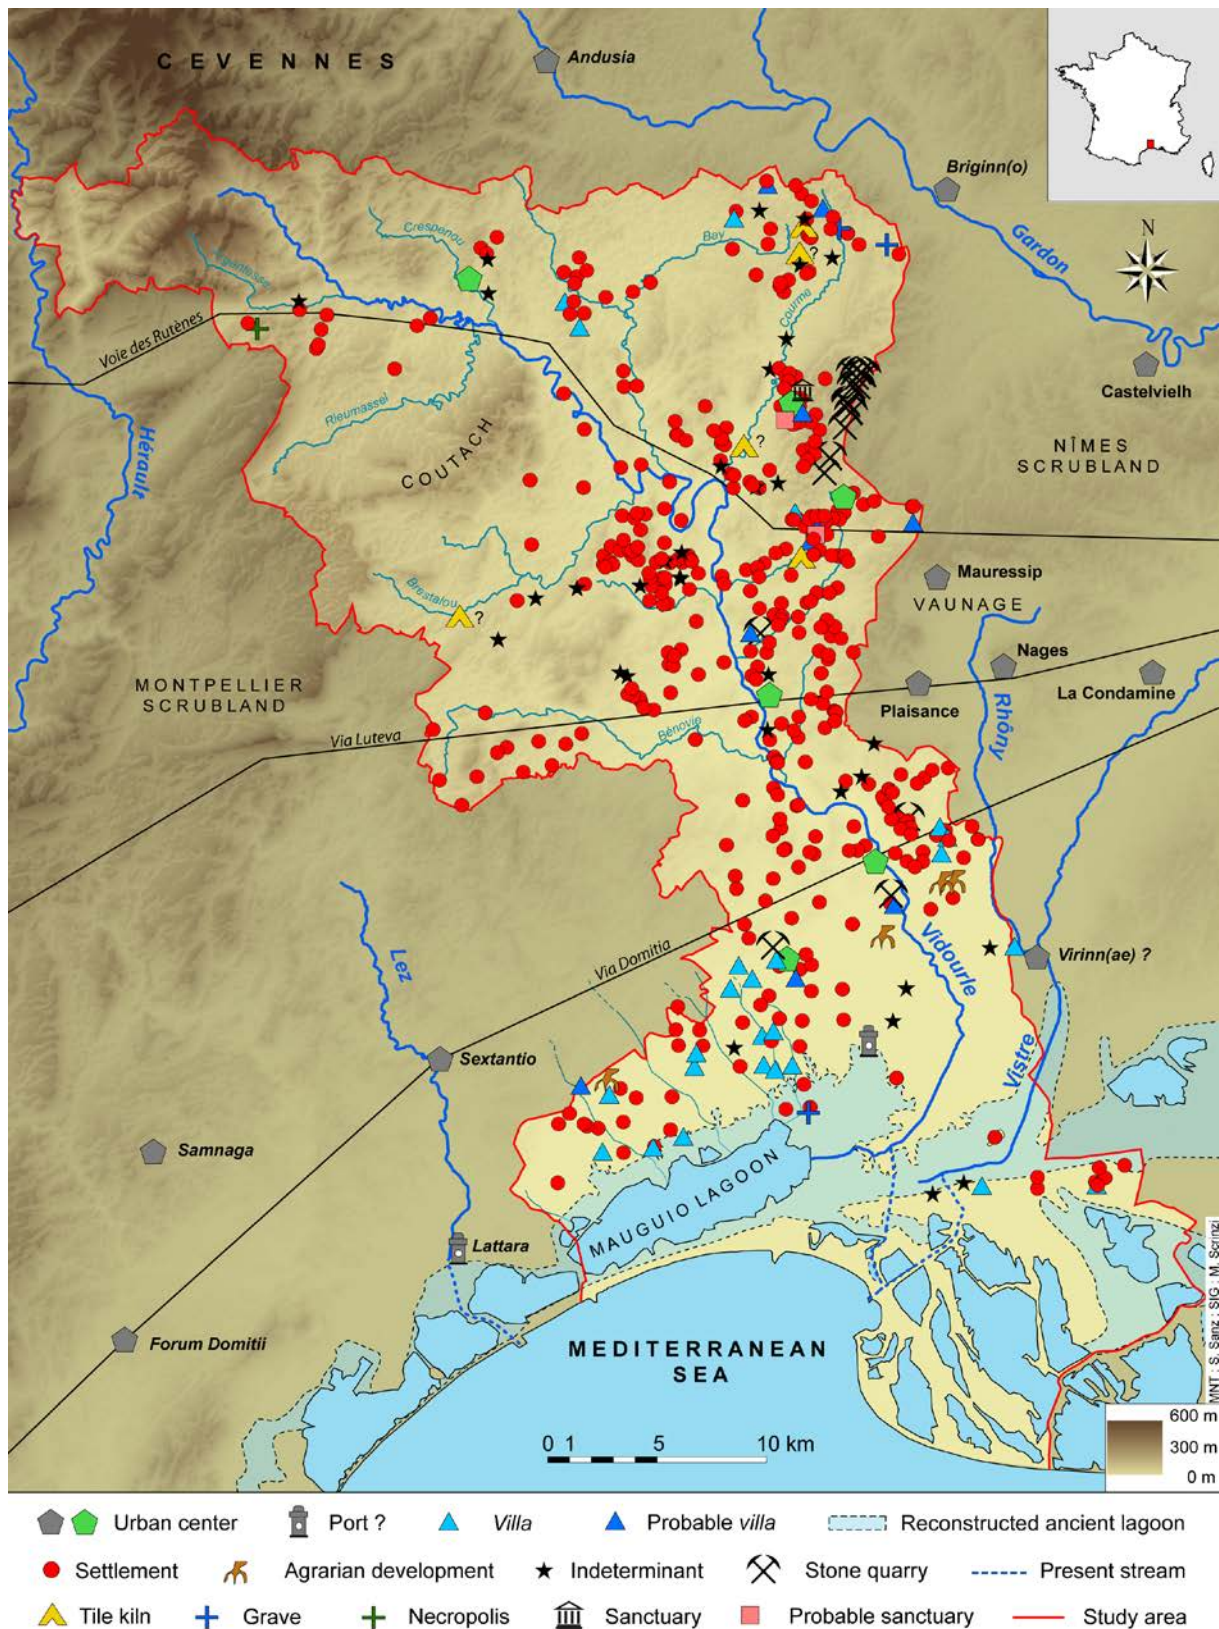 CEVENNES
Andusia
Briginn(o)
Gardon
N
Crespenou
Bay
?
?
Courme
Voie des Rutènes
Rieumassel
Castelvielh
Hérault
COUTACH
?
NÎMES
SCRUBLAND
Mauressip
VAUNAGE
Brestalou
?
Nages
MONTPELLIER
SCRUBLAND
Plaisance
La Condamine
Rhôny
Via Luteva
Bénovie
Lez
Via Domitia
Vidourle
Virinn(ae) ?
Sextantio
Vistre
Samnaga
MAUGUIO LAGOON
Lattara
Forum Domitii
MEDITERRANEAN
SEA
0 1 5 10 km
MNT : S. Sanz ; SIG : M. Scrinzi
600 m
300 m
0 m
Urban center
Port ?
Villa
Probable villa
Reconstructed ancient lagoon
Settlement
Agrarian development
Indeterminant
Stone quarry
Present stream
Tile kiln
Grave
Necropolis
Sanctuary
Probable sanctuary
Study area